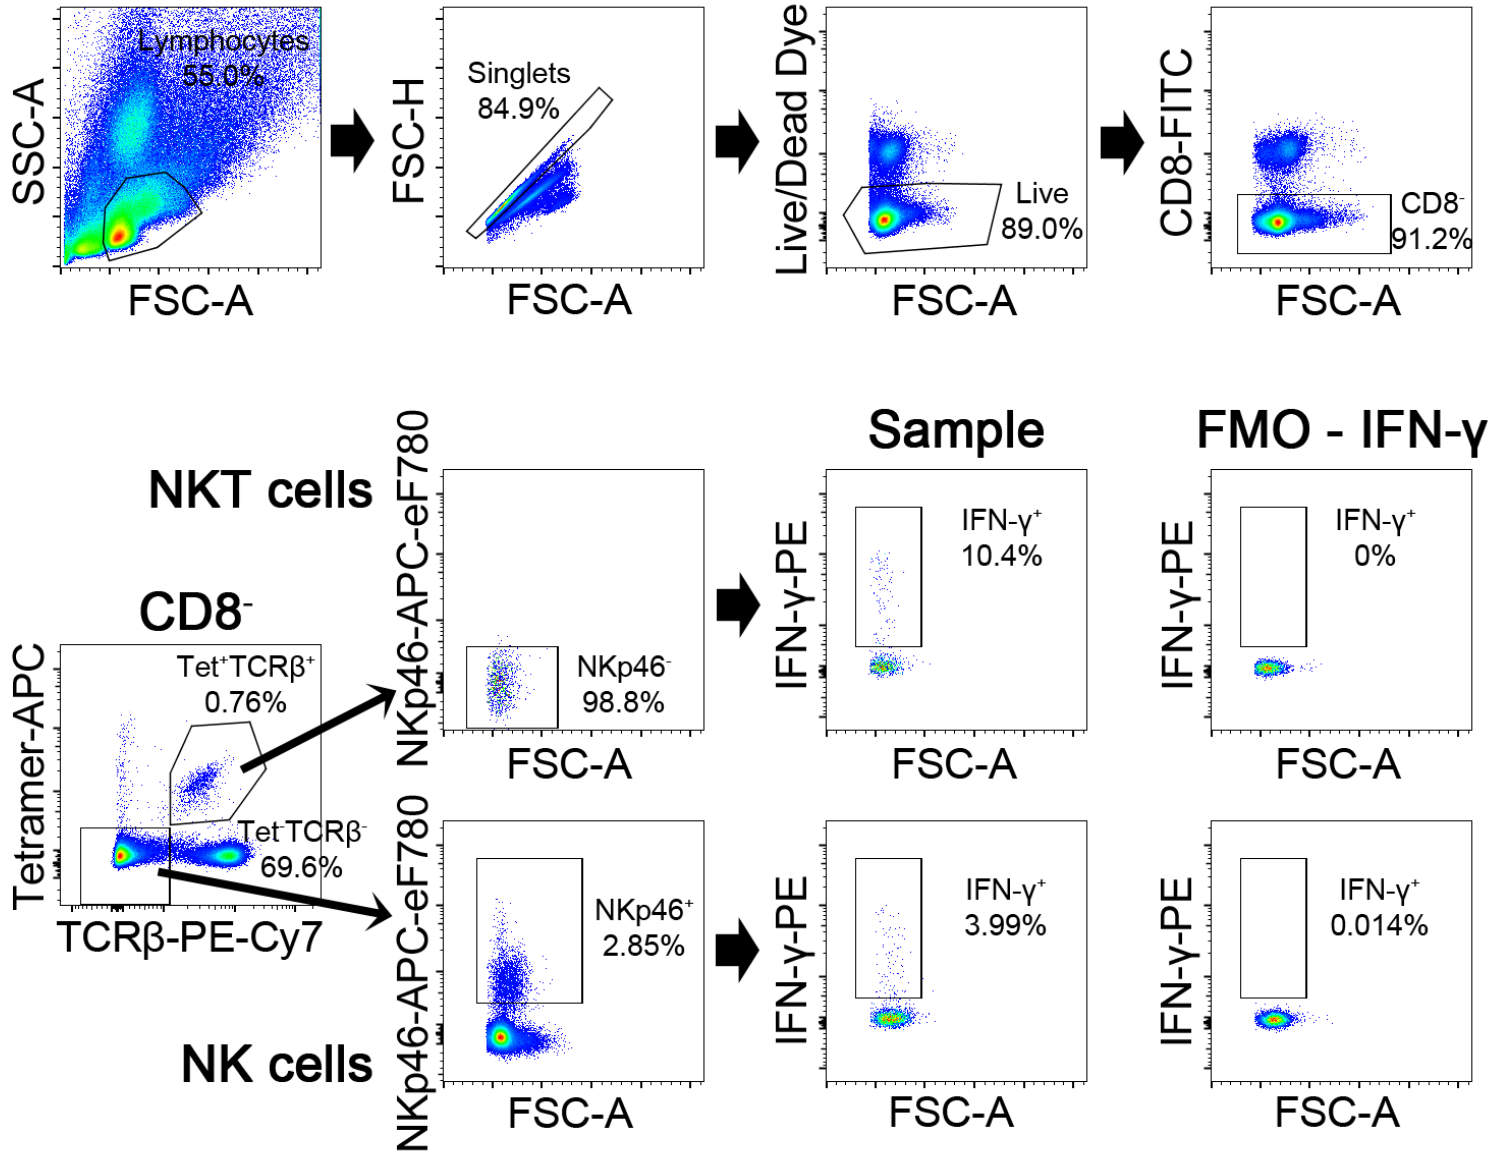 SSC-A
Lymphocytes
55.0%
FSC-A
FSC-H
Singlets
84.9%
FSC-A
Live/Dead Dye
Live
89.0%
FSC-A
CD8-FITC
CD8⁻
91.2%
FSC-A
Sample
FMO - IFN-γ
NKT cells
NKp46-APC-eF780
NKp46⁻
98.8%
FSC-A
IFN-γ-PE
IFN-γ⁺
10.4%
FSC-A
IFN-γ-PE
IFN-γ⁺
0%
FSC-A
CD8⁻
Tetramer-APC
Tet⁺TCRβ⁺
0.76%
Tet⁻TCRβ⁻
69.6%
TCRβ-PE-Cy7
NK cells
NKp46-APC-eF780
NKp46⁺
2.85%
FSC-A
IFN-γ-PE
IFN-γ⁺
3.99%
FSC-A
IFN-γ-PE
IFN-γ⁺
0.014%
FSC-A